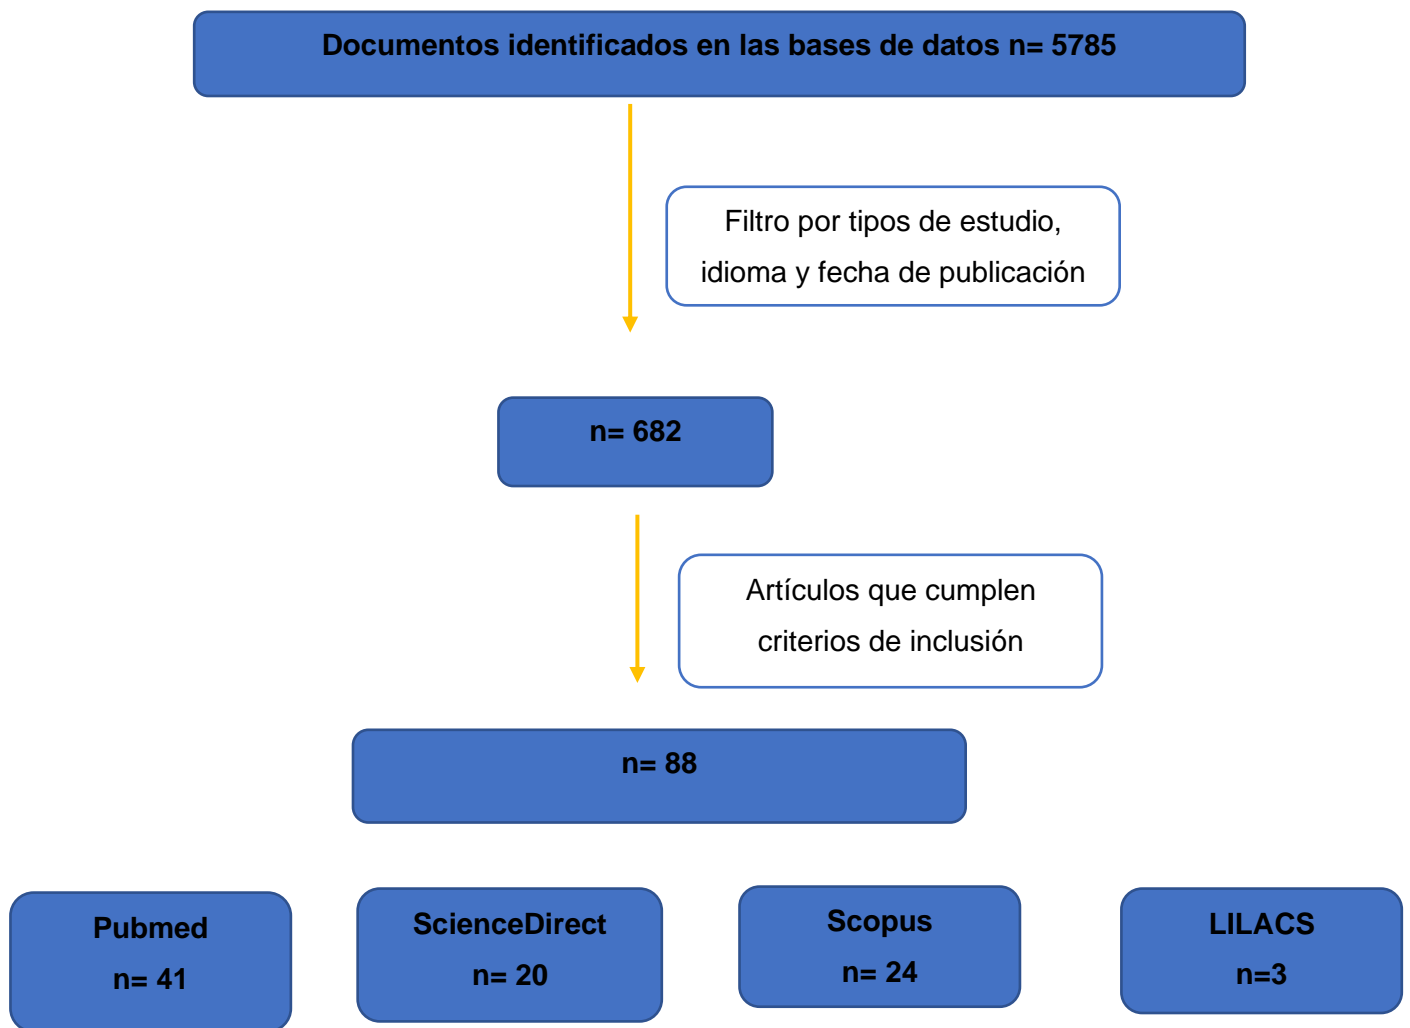 Documentos identificados en las bases de datos n= 5785
Filtro por tipos de estudio,
idioma y fecha de publicación
n= 682
Artículos que cumplen
criterios de inclusión
n= 88
Pubmed
n= 41
ScienceDirect
n= 20
Scopus
n= 24
LILACS
n=3